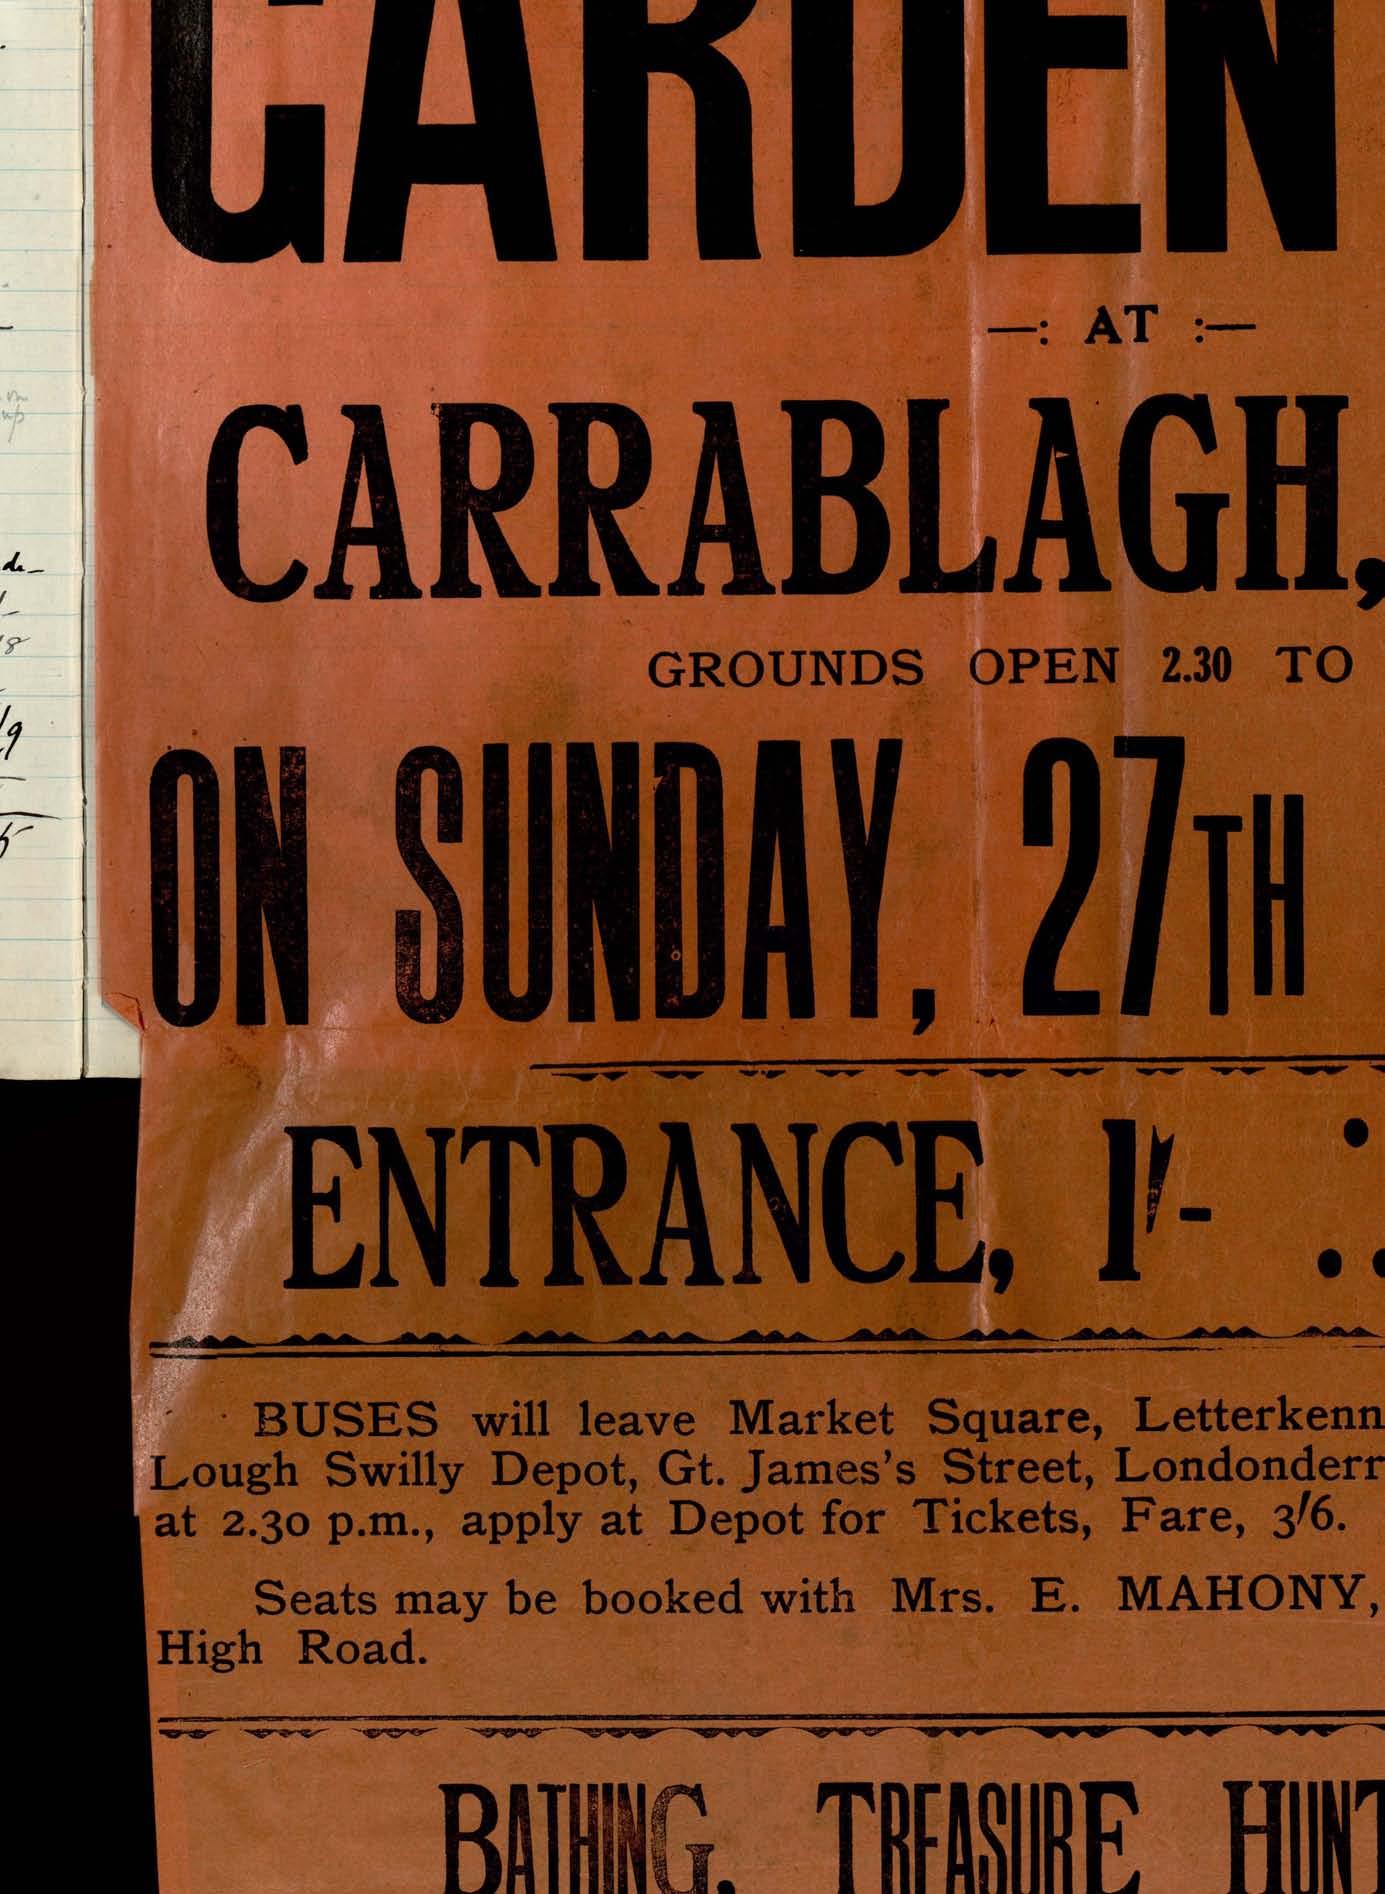 GARDEN
—: AT :—
CARRABLAGH,
GROUNDS OPEN 2.30 TO
ON SUNDAY, 27TH
ENTRANCE, 1/-
BUSES will leave Market Square, Letterkenn
Lough Swilly Depot, Gt. James's Street, Londonderr
at 2.30 p.m., apply at Depot for Tickets, Fare, 3/6.
Seats may be booked with Mrs. E. MAHONY,
High Road.
BATHING, TREASURE HUNT